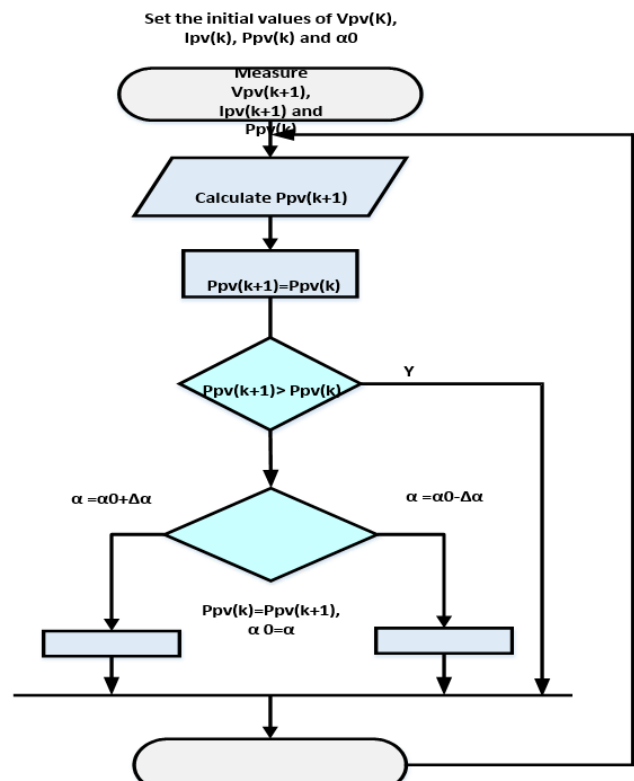 Set the initial values of Vpv(K),
Ipv(k), Ppv(k) and α0
Measure
Vpv(k+1),
Ipv(k+1) and
Ppv(k)
Calculate Ppv(k+1)
Ppv(k+1)=Ppv(k)
Ppv(k+1)> Ppv(k)
Y
α =α0+Δα
α =α0-Δα
Ppv(k)=Ppv(k+1),
α 0=α